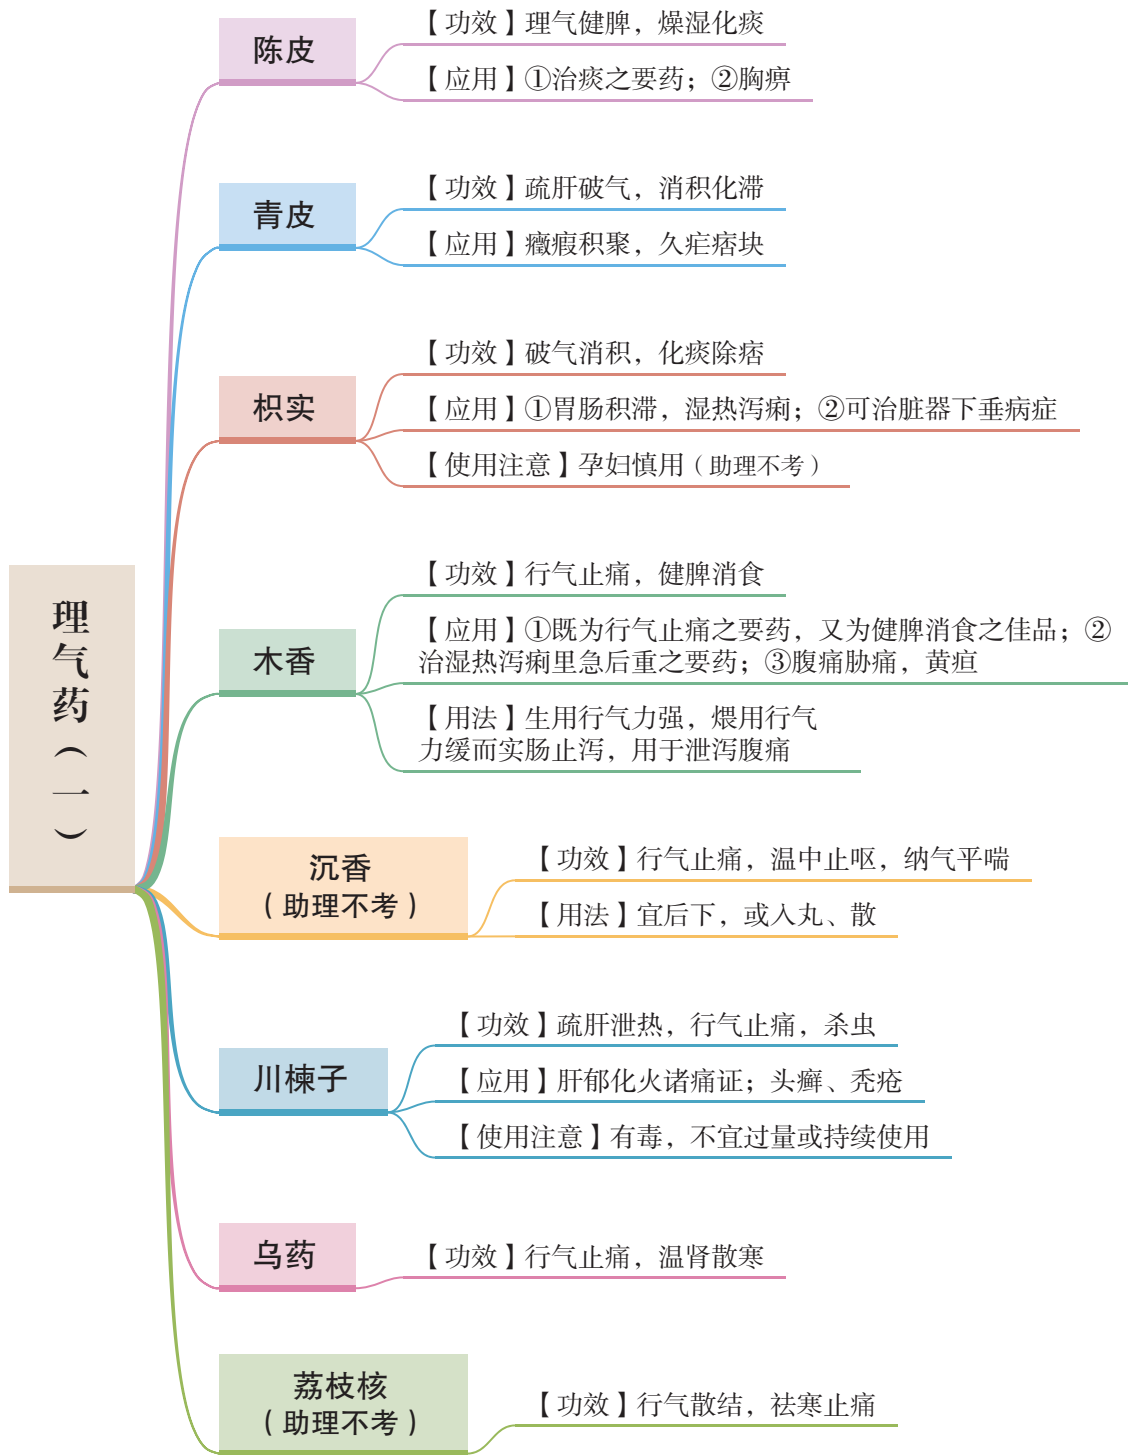 理气药（一）
陈皮
【功效】理气健脾，燥湿化痰
【应用】①治痰之要药；②胸痹
青皮
【功效】疏肝破气，消积化滞
【应用】癥瘕积聚，久疟痞块
枳实
【功效】破气消积，化痰除痞
【应用】①胃肠积滞，湿热泻痢；②可治脏器下垂病症
【使用注意】孕妇慎用（助理不考）
木香
【功效】行气止痛，健脾消食
【应用】①既为行气止痛之要药，又为健脾消食之佳品；②
治湿热泻痢里急后重之要药；③腹痛胁痛，黄疸
【用法】生用行气力强，煨用行气
力缓而实肠止泻，用于泄泻腹痛
沉香
（助理不考）
【功效】行气止痛，温中止呕，纳气平喘
【用法】宜后下，或入丸、散
川楝子
【功效】疏肝泄热，行气止痛，杀虫
【应用】肝郁化火诸痛证；头癣、秃疮
【使用注意】有毒，不宜过量或持续使用
乌药
【功效】行气止痛，温肾散寒
荔枝核
（助理不考）
【功效】行气散结，祛寒止痛